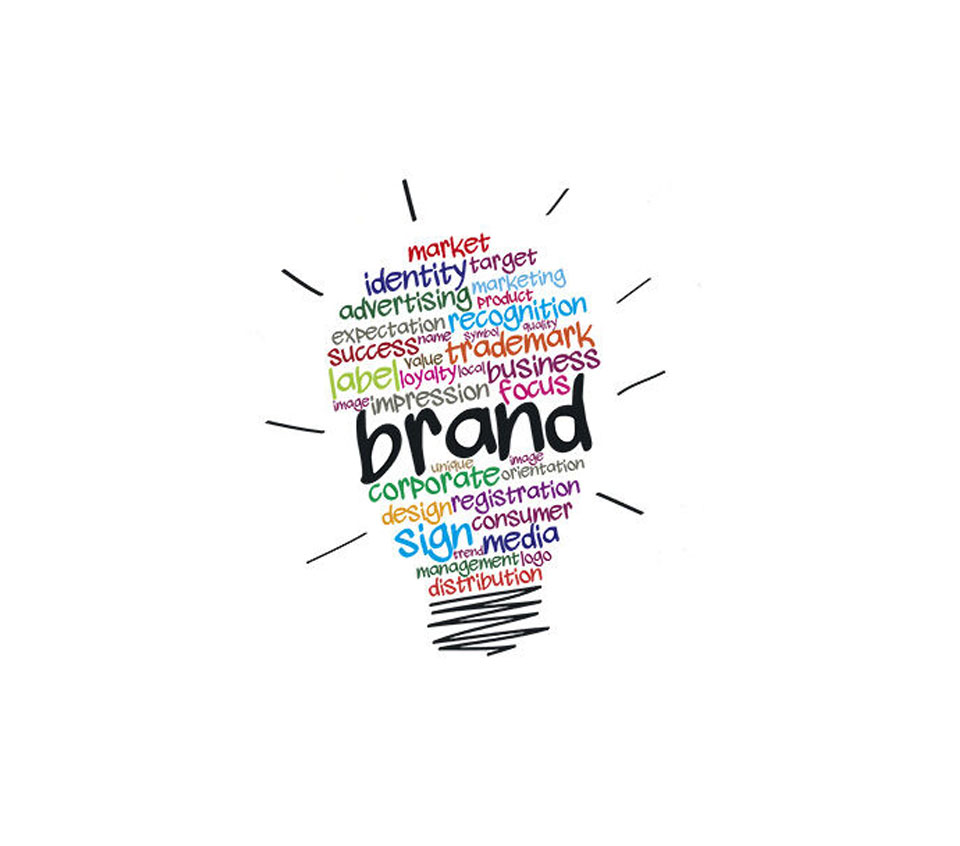 market
identity target
advertising marketing
product
expectation recognition
name symbol quality
success value trademark
label loyalty local business
image impression focus
brand
unique image
corporate orientation
design registration
sign consumer
trend media
management logo
distribution